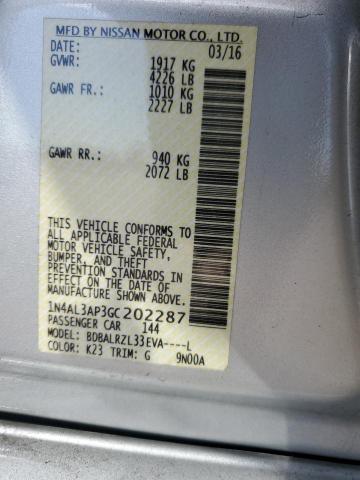 MFD BY NISSAN MOTOR CO., LTD.
DATE: 03/16
GVWR: 1917 KG
4226 LB
GAWR FR.: 1010 KG
2227 LB
GAWR RR.: 940 KG
2072 LB
THIS VEHICLE CONFORMS TO
ALL APPLICABLE FEDERAL
MOTOR VEHICLE SAFETY,
BUMPER, AND THEFT
PREVENTION STANDARDS IN
EFFECT ON THE DATE OF
MANUFACTURE SHOWN ABOVE.
1N4AL3AP3GC202287
PASSENGER CAR 144
MODEL: BDBALRZL33EVA----L
COLOR: K23 TRIM: G 9N00A